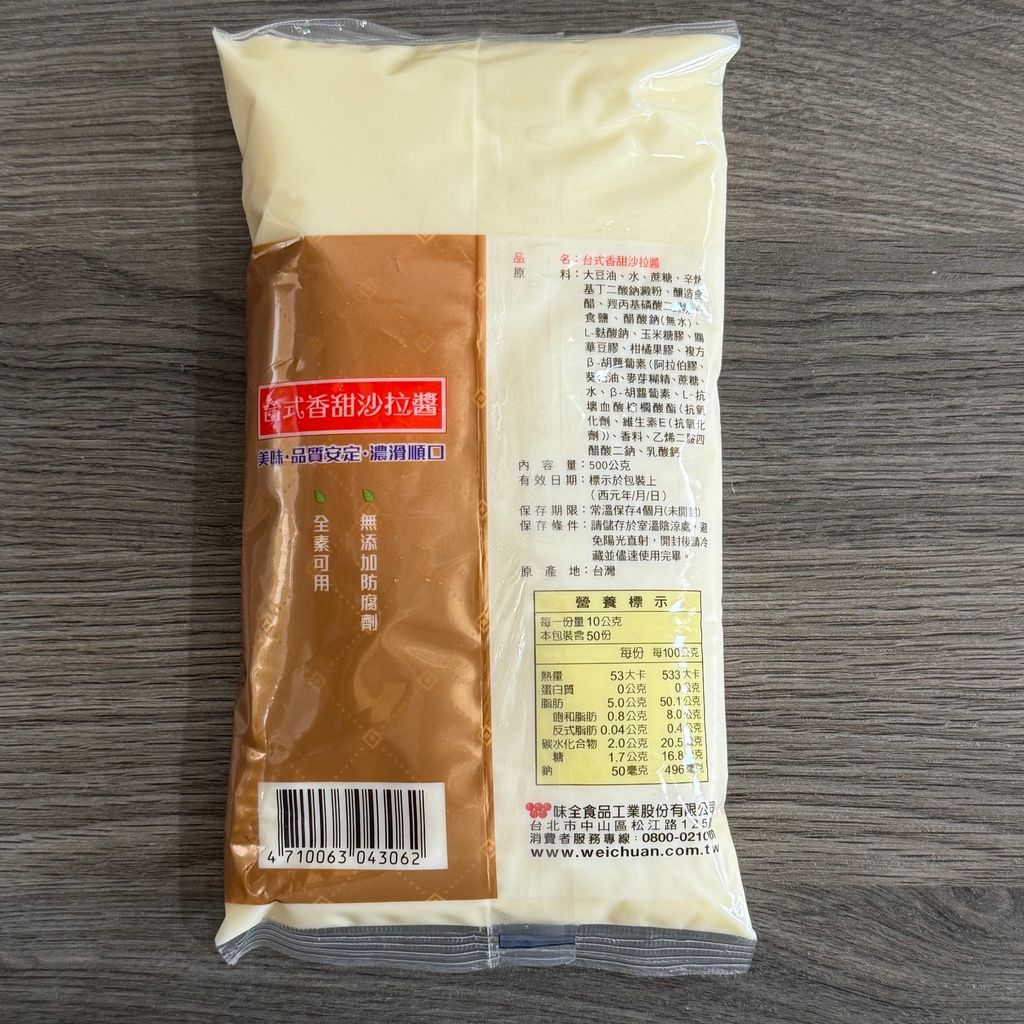 台式香甜沙拉醬
美味・品質安定・濃滑順口
無添加防腐劑
全素可用
4 710063 043062
品名：台式香甜沙拉醬
原料：大豆油、水、蔗糖、辛烯
基丁二酸鈉澱粉、釀造食
醋、羥丙基磷酸二
食鹽、醋酸鈉(無水)、
L-麩酸鈉、玉米糖膠、關
華豆膠、柑橘果膠、複方
β-胡蘿蔔素(阿拉伯膠、
葵花油、麥芽糊精、蔗糖、
水、β-胡蘿蔔素、L-抗
壞血酸棕櫚酸酯(抗氧
化劑、維生素E(抗氧化
劑))、香料、乙烯二胺四
醋酸二鈉、乳酸鈣
內容量：500公克
有效日期：標示於包裝上
(西元年/月/日)
保存期限：常溫保存4個月(未開封)
保存條件：請儲存於室溫陰涼處，避
免陽光直射，開封後請冷
藏並儘速使用完畢。
原產地：台灣
營養標示
每一份量10公克
本包裝含50份
每份 每100公克
熱量 53大卡 533大卡
蛋白質 0公克 0公克
脂肪 5.0公克 50.1公克
飽和脂肪 0.8公克 8.0公克
反式脂肪 0.04公克 0.4公克
碳水化合物 2.0公克 20.5公克
糖 1.7公克 16.8公克
鈉 50毫克 496毫克
味全食品工業股份有限公司
台北市中山區松江路125
消費者服務專線：0800-0210
www.weichuan.com.tw